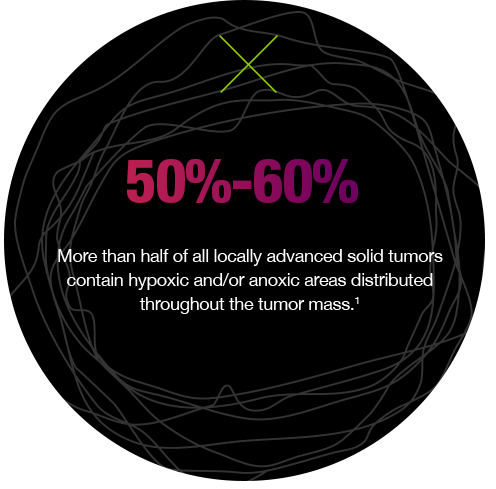 50%-60%
More than half of all locally advanced solid tumors
contain hypoxic and/or anoxic areas distributed
throughout the tumor mass.¹